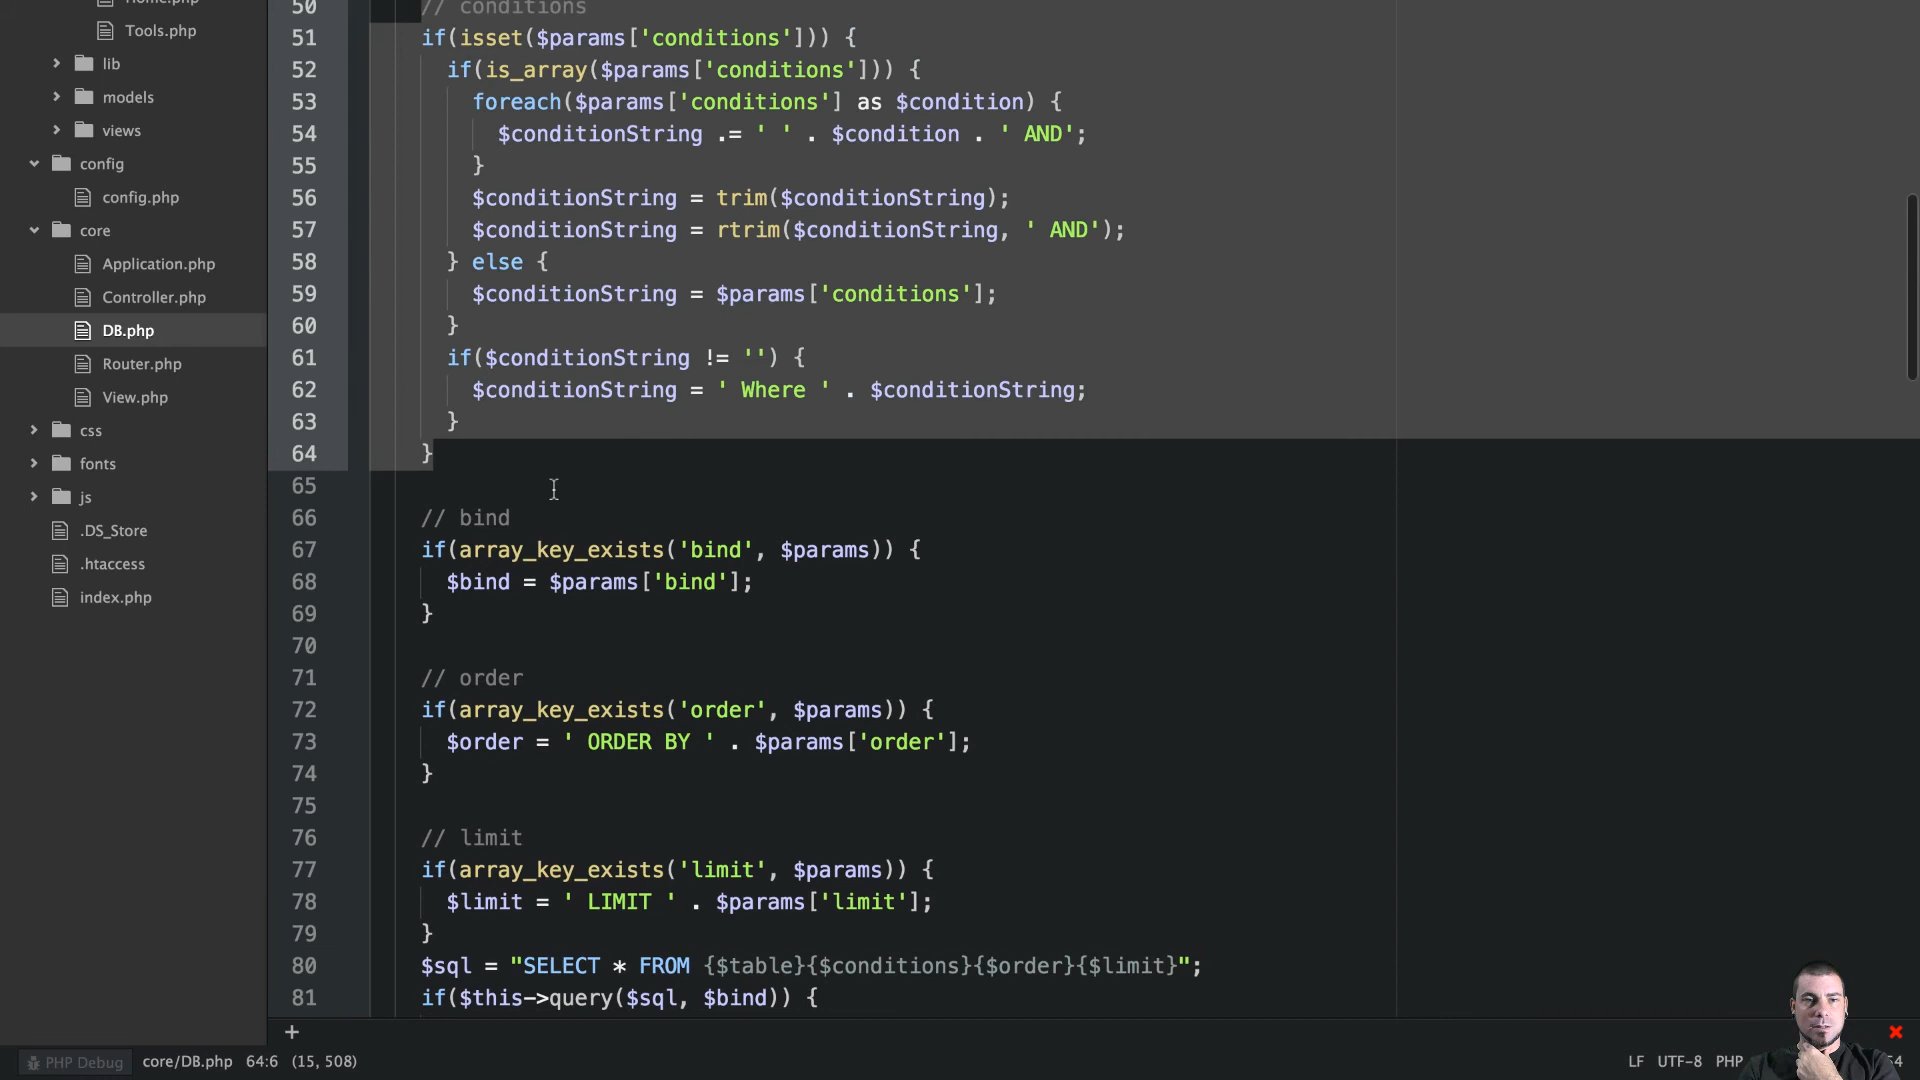 Home.php
Tools.php
lib
models
views
config
config.php
core
Application.php
Controller.php
DB.php
Router.php
View.php
css
fonts
js
.DS_Store
.htaccess
index.php
50 // conditions
51 if(isset($params['conditions'])) {
52 if(is_array($params['conditions'])) {
53 foreach($params['conditions'] as $condition) {
54 $conditionString .= ' ' . $condition . ' AND';
55 }
56 $conditionString = trim($conditionString);
57 $conditionString = rtrim($conditionString, ' AND');
58 } else {
59 $conditionString = $params['conditions'];
60 }
61 if($conditionString != '') {
62 $conditionString = ' Where ' . $conditionString;
63 }
64 }
65
66 // bind
67 if(array_key_exists('bind', $params)) {
68 $bind = $params['bind'];
69 }
70
71 // order
72 if(array_key_exists('order', $params)) {
73 $order = ' ORDER BY ' . $params['order'];
74 }
75
76 // limit
77 if(array_key_exists('limit', $params)) {
78 $limit = ' LIMIT ' . $params['limit'];
79 }
80 $sql = "SELECT * FROM {$table}{$conditions}{$order}{$limit}";
81 if($this->query($sql, $bind)) {
+
PHP Debug core/DB.php 64:6 (15, 508) LF UTF-8 PHP